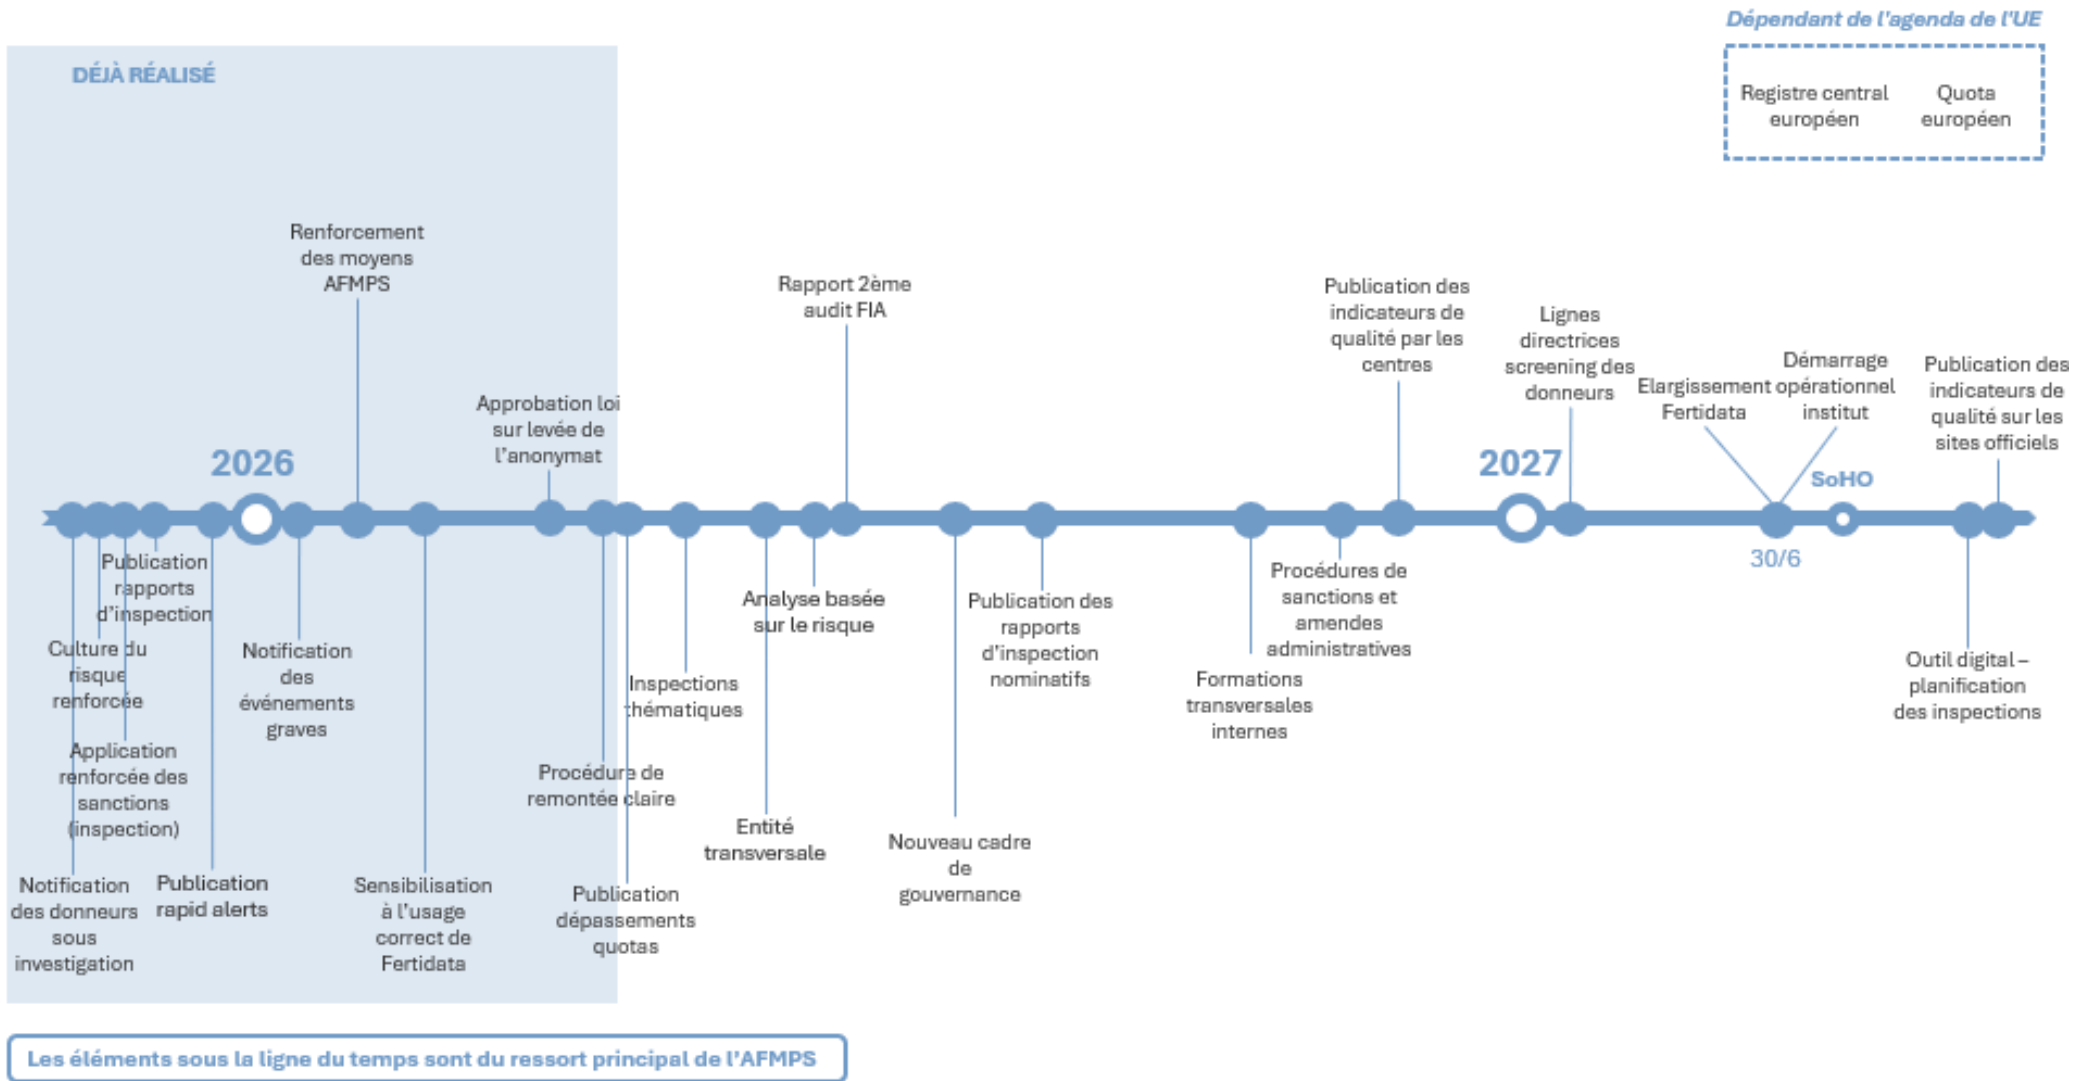 Dépendant de l'agenda de l'UE
Registre central
européen
Quota
européen
DÉJÀ RÉALISÉ
Renforcement
des moyens
AFMPS
Approbation loi
sur levée de
l'anonymat
Rapport 2ème
audit FIA
Publication des
indicateurs de
qualité par les
centres
Lignes
directrices
screening des
donneurs
Elargissement
Fertidata
Démarrage
opérationnel
institut
Publication des
indicateurs de
qualité sur les
sites officiels
2026
2027
SoHO
30/6
Publication
rapports
d'inspection
Culture du
risque
renforcée
Application
renforcée des
sanctions
(inspection)
Notification
des donneurs
sous
investigation
Publication
rapid alerts
Notification
des
événements
graves
Sensibilisation
à l'usage
correct de
Fertidata
Procédure de
remontée claire
Publication
dépassements
quotas
Inspections
thématiques
Entité
transversale
Analyse basée
sur le risque
Nouveau cadre
de
gouvernance
Publication des
rapports
d'inspection
nominatifs
Formations
transversales
internes
Procédures de
sanctions et
amendes
administratives
Outil digital –
planification
des inspections
Les éléments sous la ligne du temps sont du ressort principal de l'AFMPS